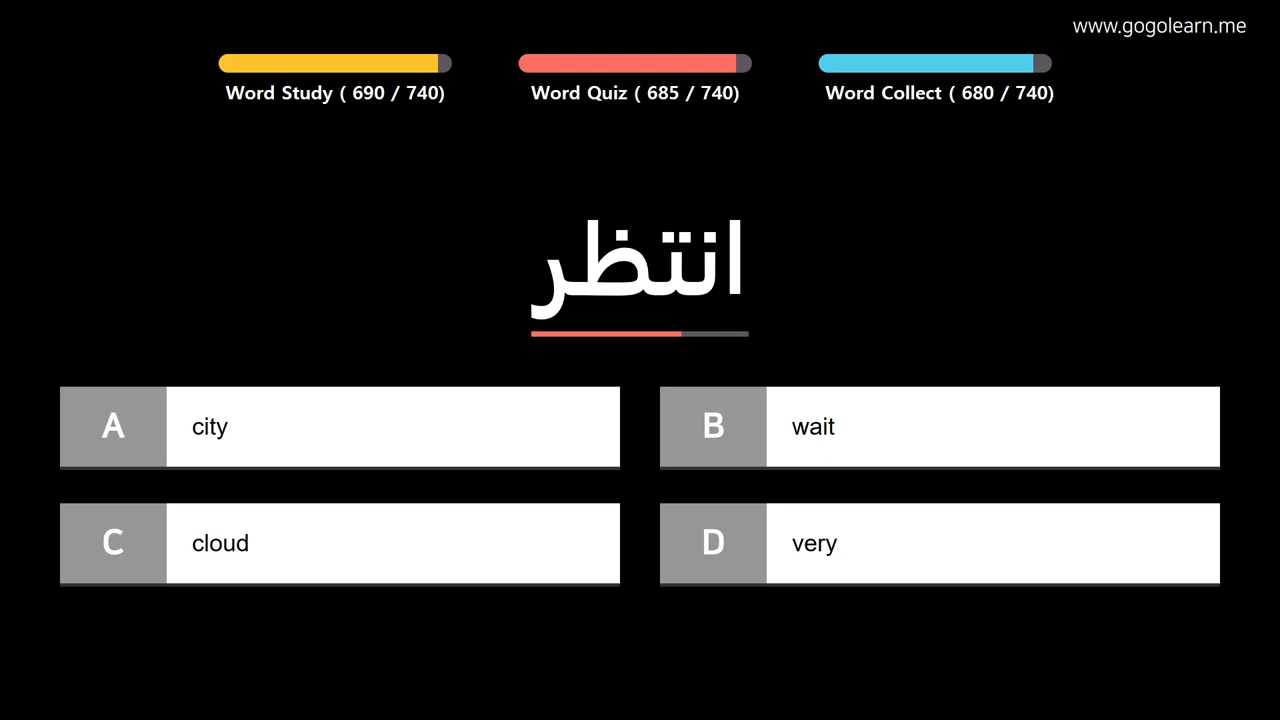 www.gogolearn.me
Word Study ( 690 / 740)
Word Quiz ( 685 / 740)
Word Collect ( 680 / 740)
انتظر
A city
B wait
C cloud
D very